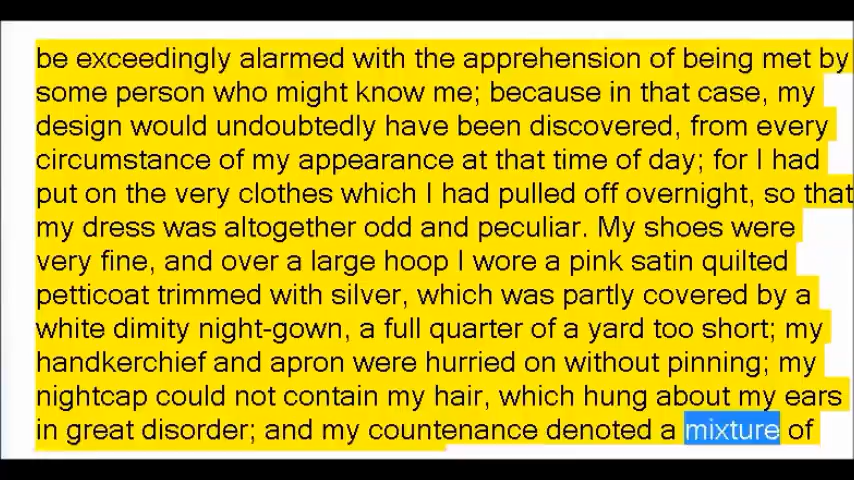 be exceedingly alarmed with the apprehension of being met by
some person who might know me; because in that case, my
design would undoubtedly have been discovered, from every
circumstance of my appearance at that time of day; for I had
put on the very clothes which I had pulled off overnight, so that
my dress was altogether odd and peculiar. My shoes were
very fine, and over a large hoop I wore a pink satin quilted
petticoat trimmed with silver, which was partly covered by a
white dimity night-gown, a full quarter of a yard too short; my
handkerchief and apron were hurried on without pinning; my
nightcap could not contain my hair, which hung about my ears
in great disorder; and my countenance denoted a mixture of